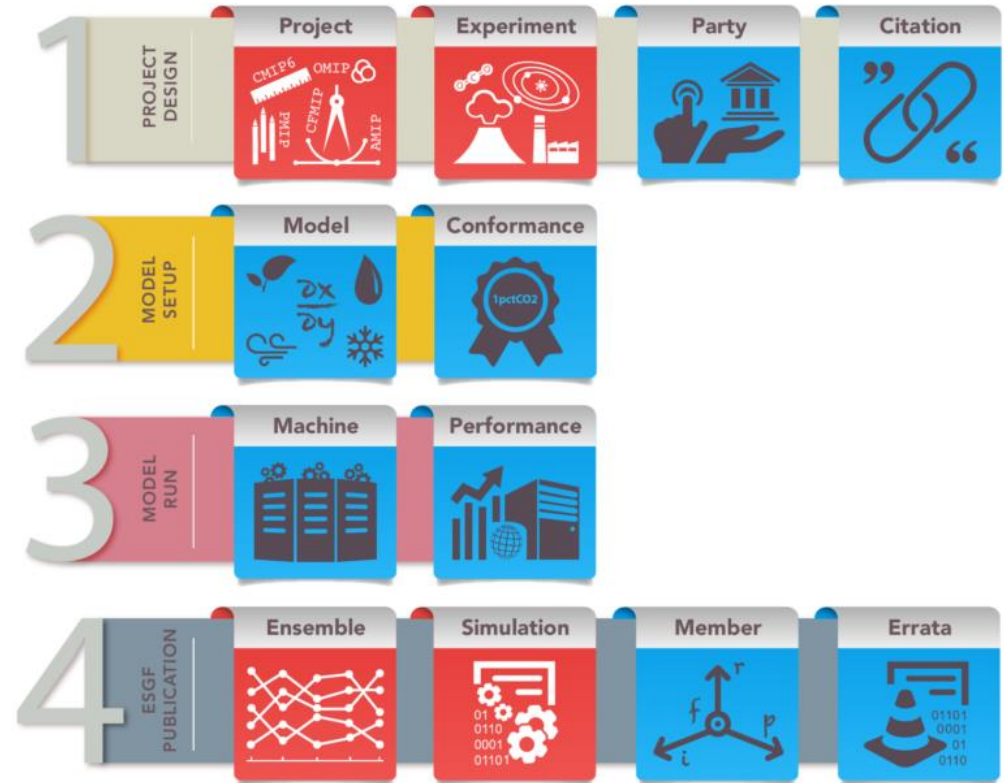 1
PROJECT
DESIGN
Project
CMIP6
OMIP
PMIP
CFMIP
AMIP
Experiment
Party
Citation
”
“
2
MODEL
SETUP
Model
∂x
∂y
Conformance
1pctCO2
3
MODEL
RUN
Machine
Performance
4
ESGF
PUBLICATION
Ensemble
Simulation
01
0110
0001
01101
Member
r
f
i
p
Errata
01101
0001
01
0110